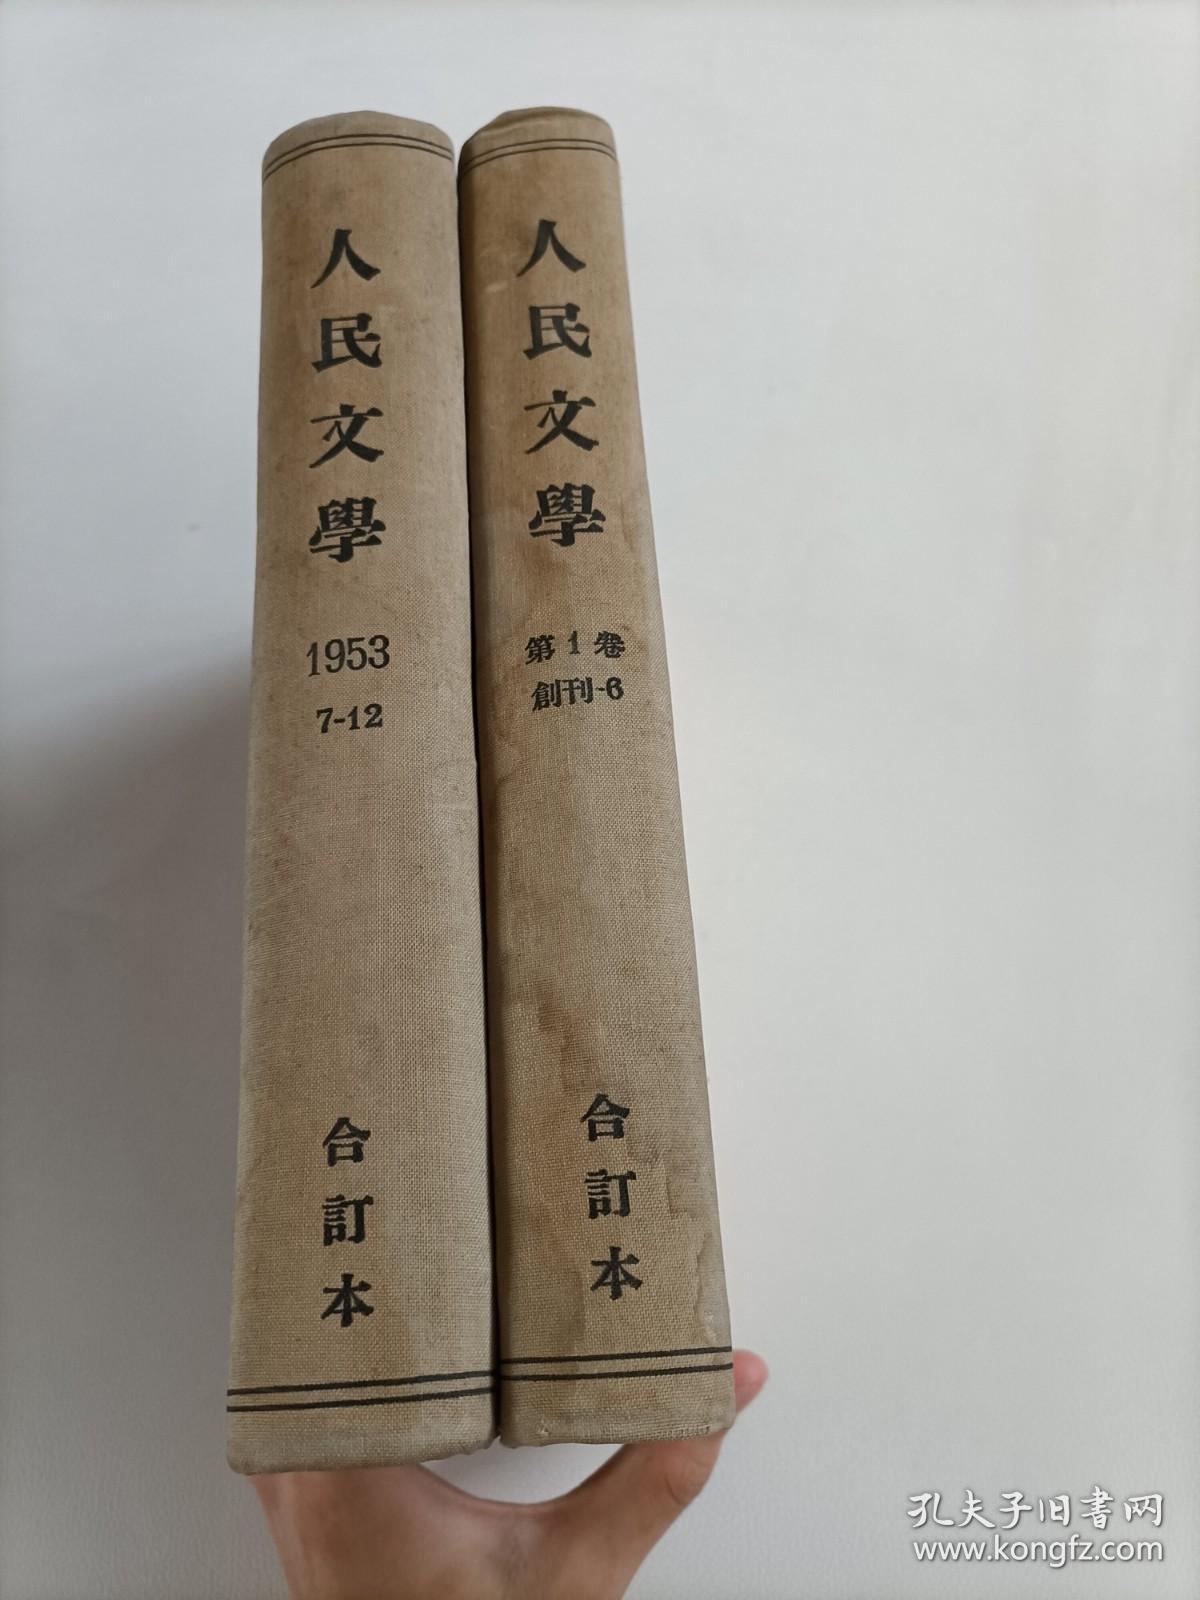 人民文學
1953
7-12
合訂本
人民文學
第1卷
創刊-6
合訂本
孔夫子旧書网
www.kongfz.com